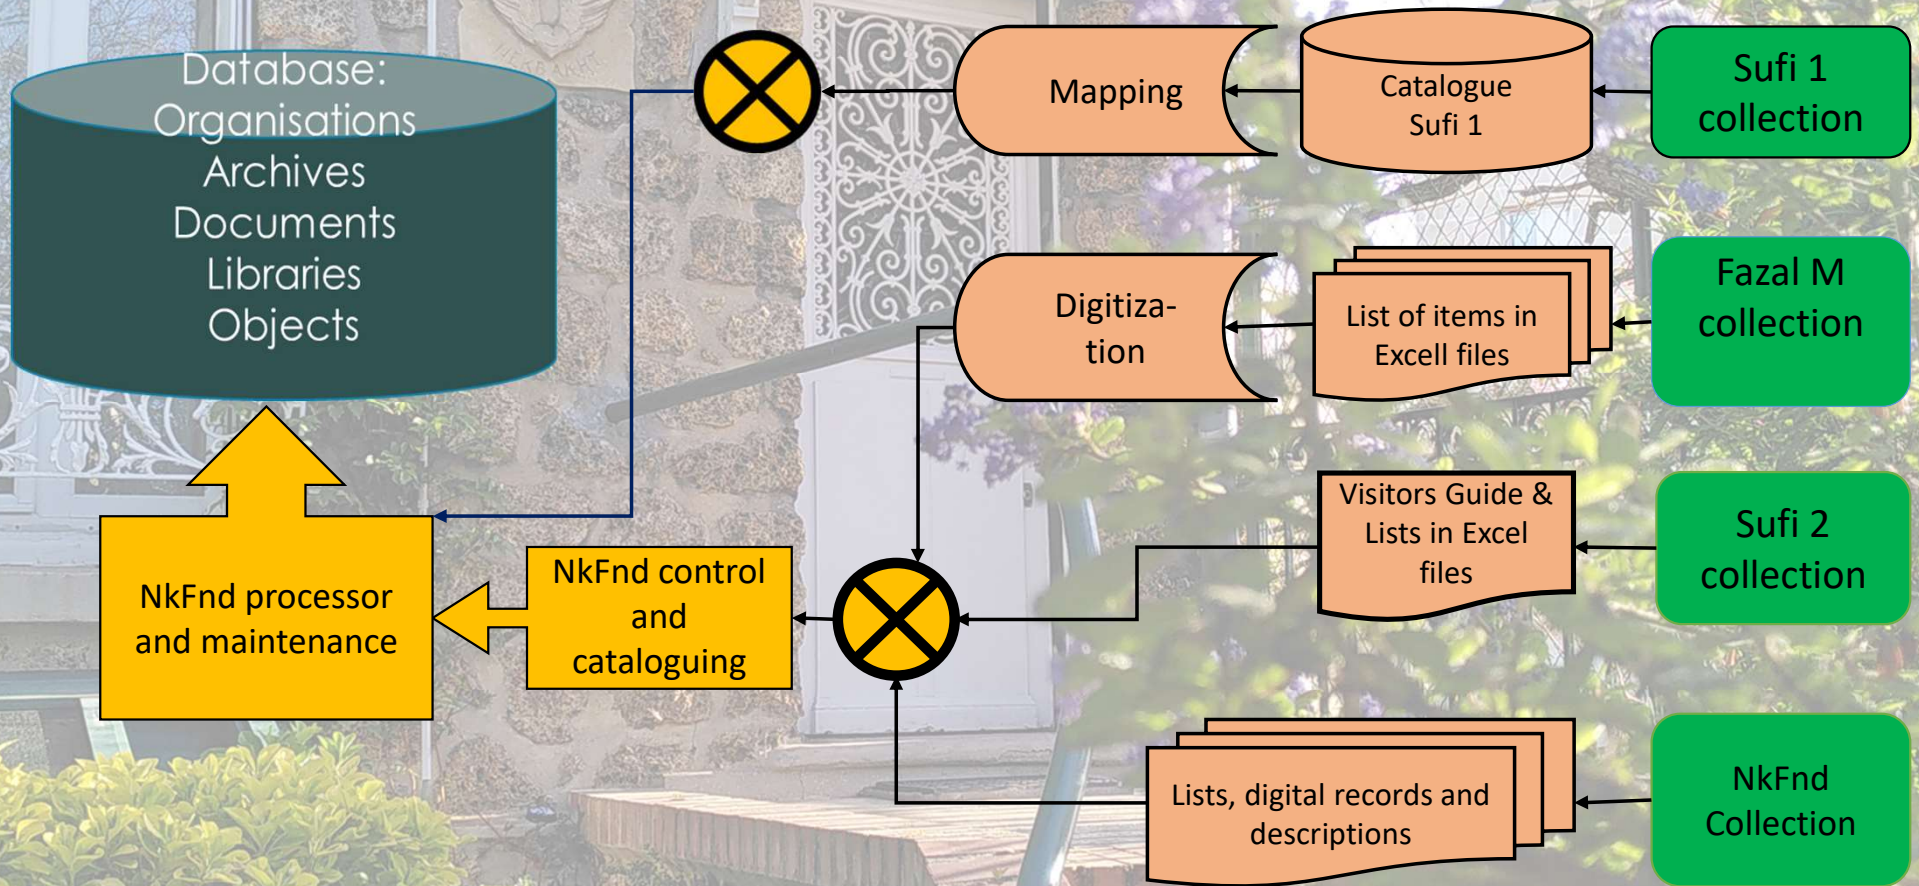 Database:
Organisations
Archives
Documents
Libraries
Objects
Mapping
Catalogue
Sufi 1
Sufi 1
collection
Digitiza-
tion
List of items in
Excell files
Fazal M
collection
Visitors Guide &
Lists in Excel
files
Sufi 2
collection
NkFnd processor
and maintenance
NkFnd control
and
cataloguing
Lists, digital records and
descriptions
NkFnd
Collection